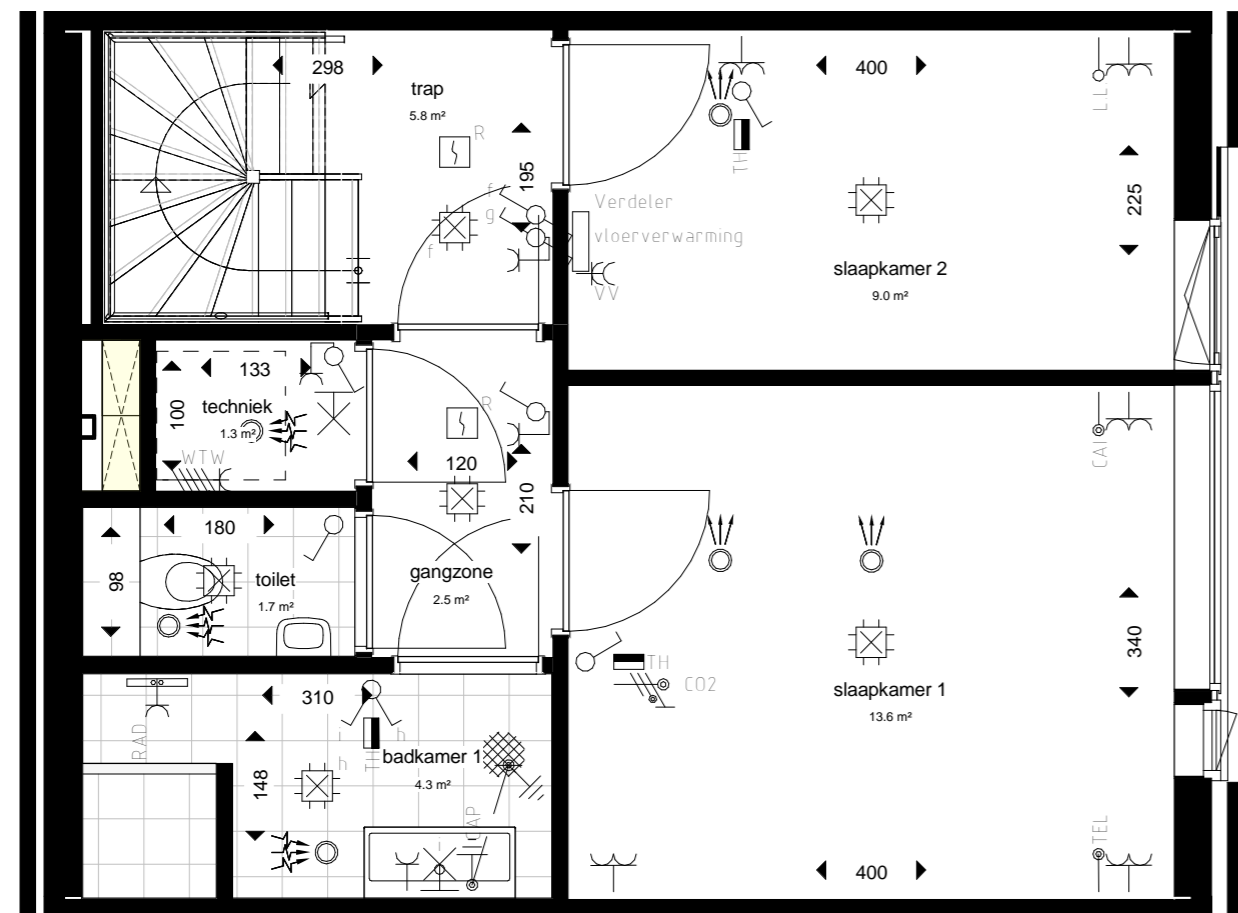 298
trap
5.8 m²
R
195
f
g
f
Verdeler
vloerverwarming
VV
400
TH
L.L
225
slaapkamer 2
9.0 m²
133
100
techniek
1.3 m²
WTW
R
120
210
CAI
180
98
toilet
1.7 m²
gangzone
2.5 m²
TH
CO2
340
slaapkamer 1
13.6 m²
310
RAD
148
h
h
TH
badkamer 1
4.3 m²
CAP
TEL
400